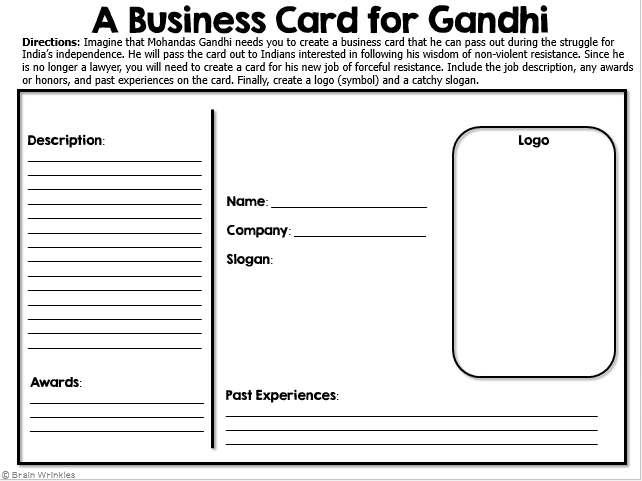 A Business Card for Gandhi
Directions: Imagine that Mohandas Gandhi needs you to create a business card that he can pass out during the struggle for
India's independence. He will pass the card out to Indians interested in following his wisdom of non-violent resistance. Since he
is no longer a lawyer, you will need to create a card for his new job of forceful resistance. Include the job description, any awards
or honors, and past experiences on the card. Finally, create a logo (symbol) and a catchy slogan.
Description:
Awards:
Name:
Company:
Slogan:
Logo
Past Experiences:
© Brain Wrinkles